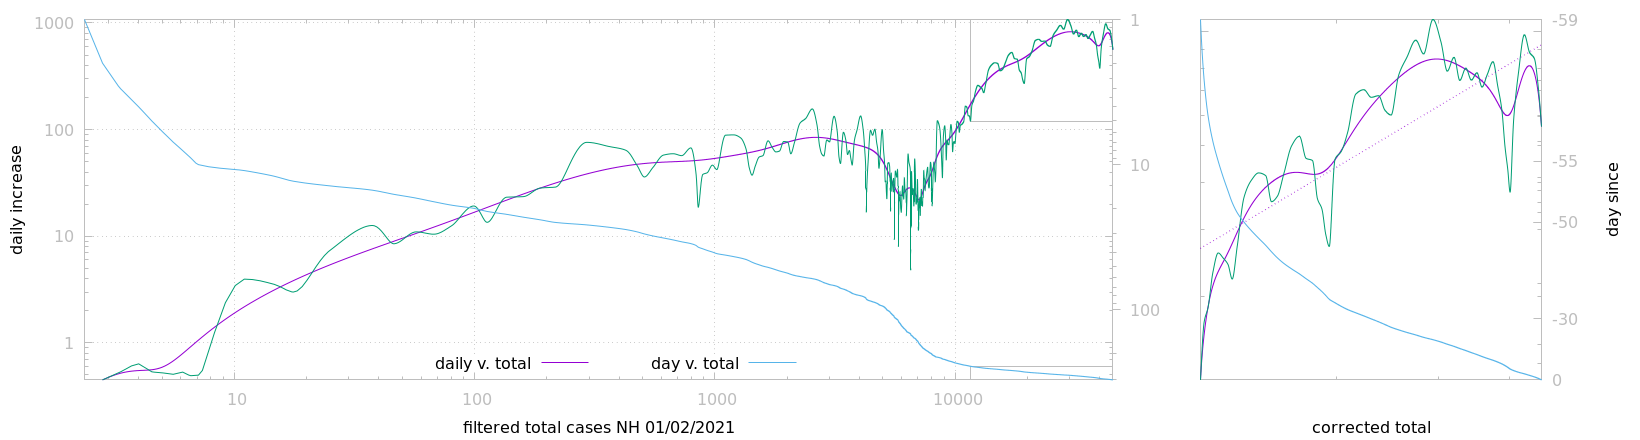 1000
100
10
1
daily increase
10
100
1000
10000
filtered total cases NH 01/02/2021
daily v. total
day v. total
1
10
100
-59
-55
-50
-30
0
day since
corrected total